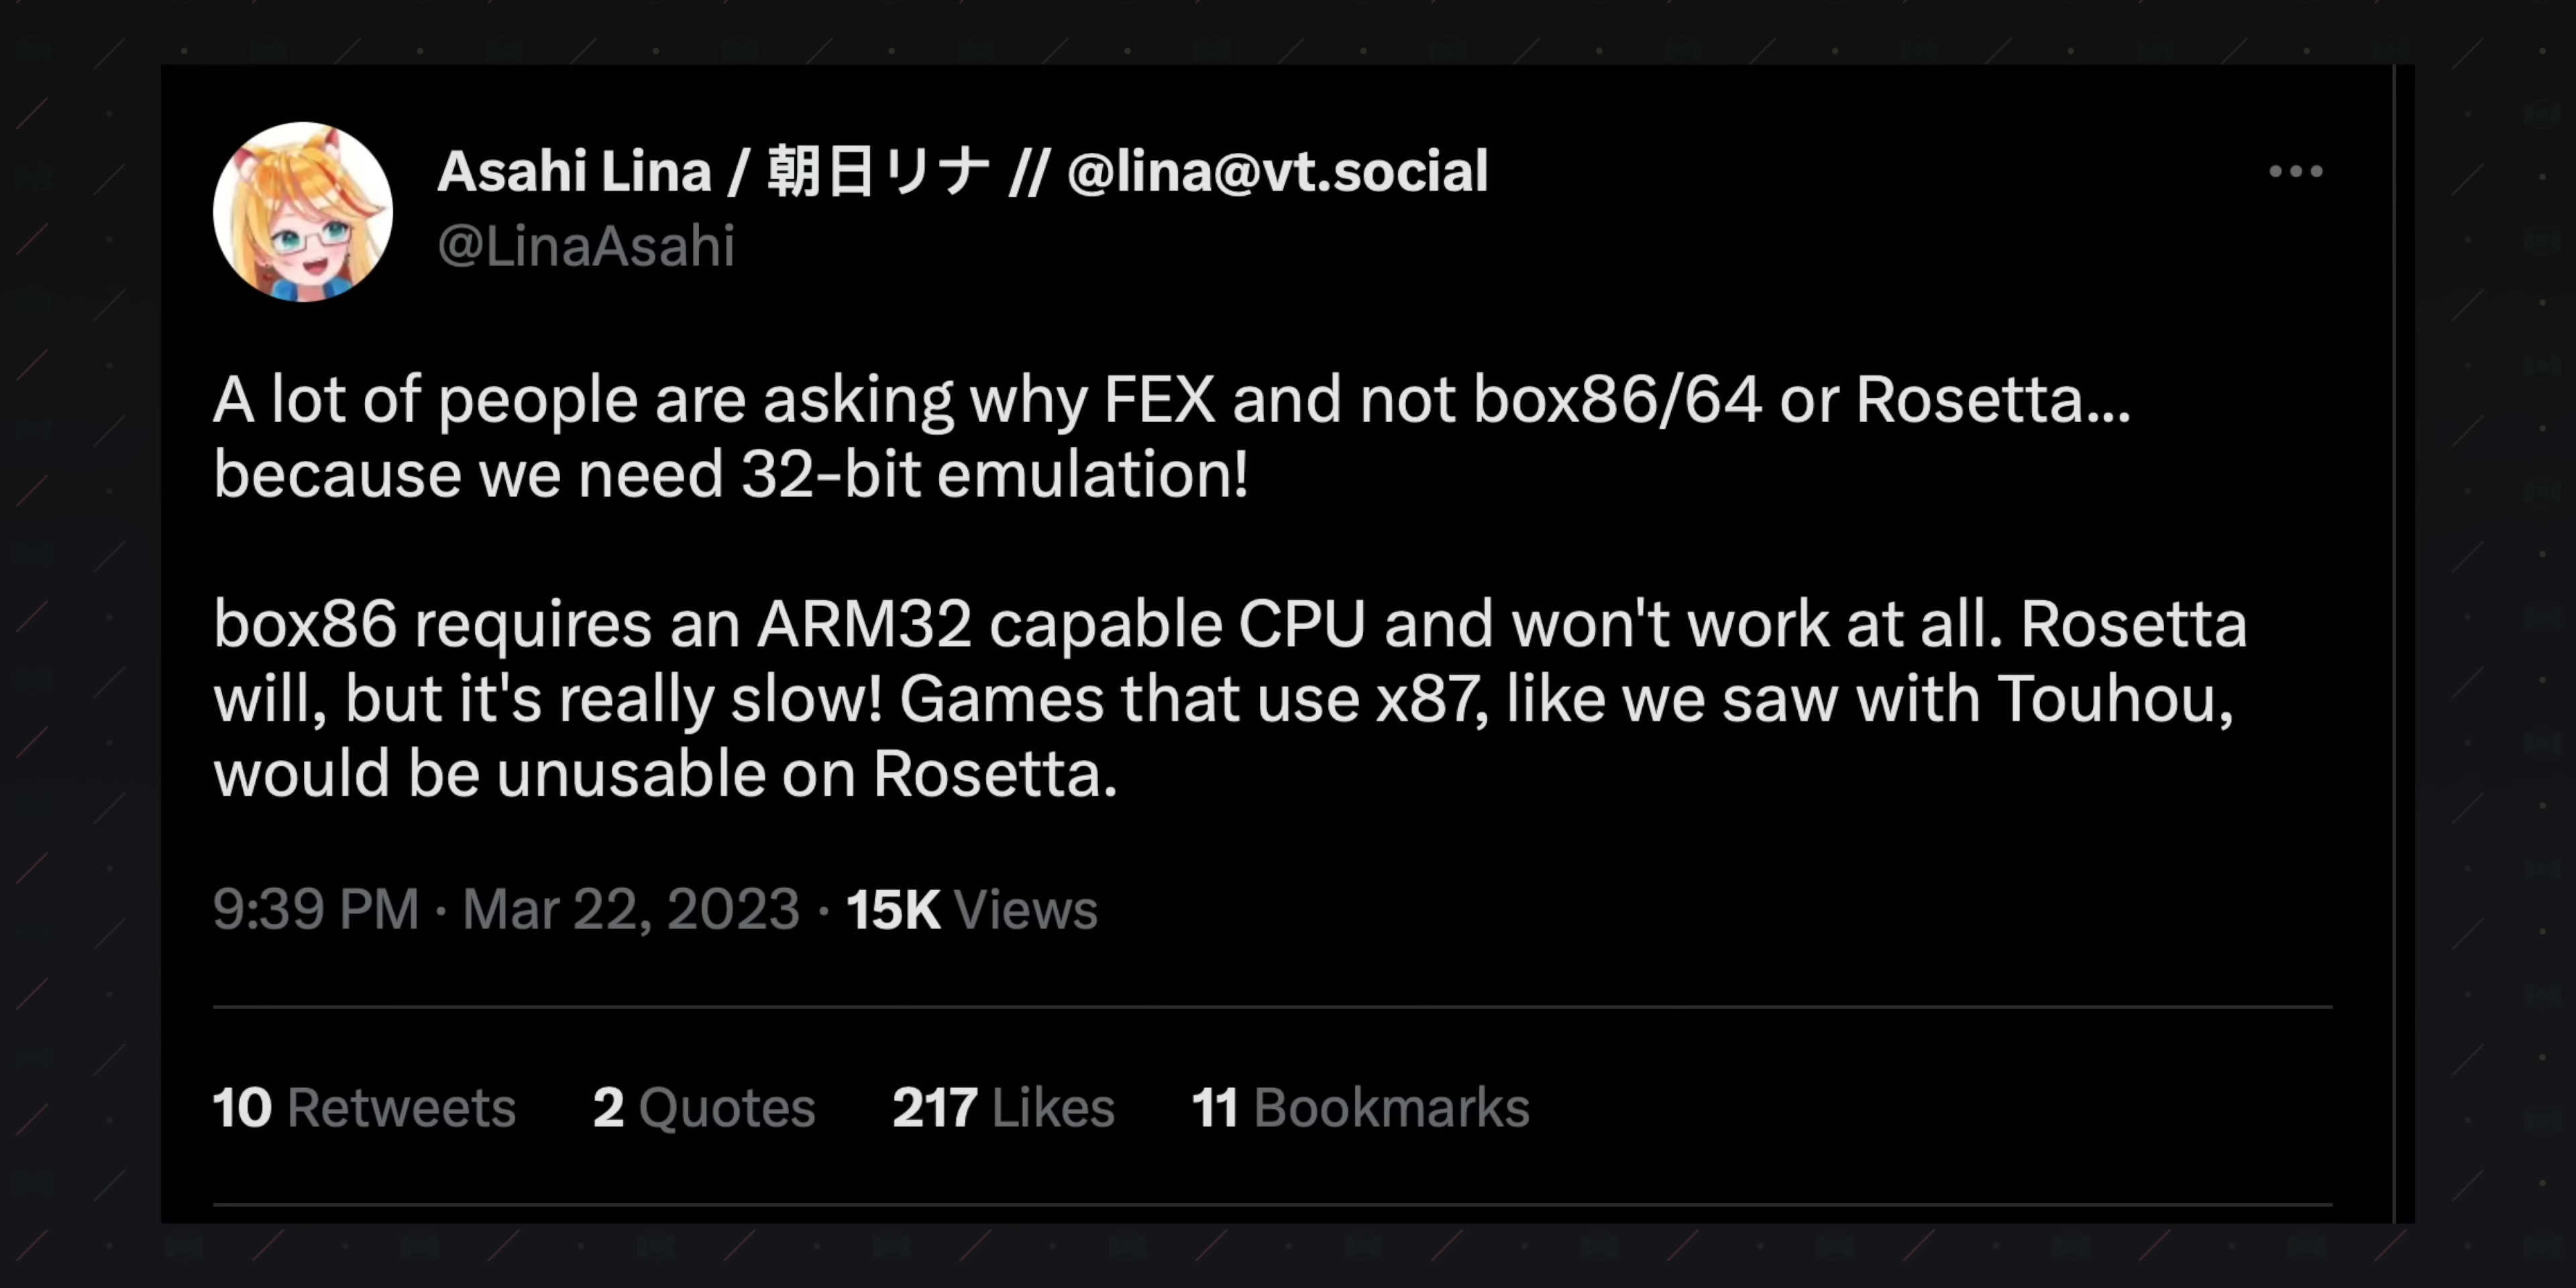 Asahi Lina / 朝日リナ // @lina@vt.social
@LinaAsahi
A lot of people are asking why FEX and not box86/64 or Rosetta...
because we need 32-bit emulation!
box86 requires an ARM32 capable CPU and won't work at all. Rosetta
will, but it's really slow! Games that use x87, like we saw with Touhou,
would be unusable on Rosetta.
9:39 PM · Mar 22, 2023 · 15K Views
10 Retweets 2 Quotes 217 Likes 11 Bookmarks